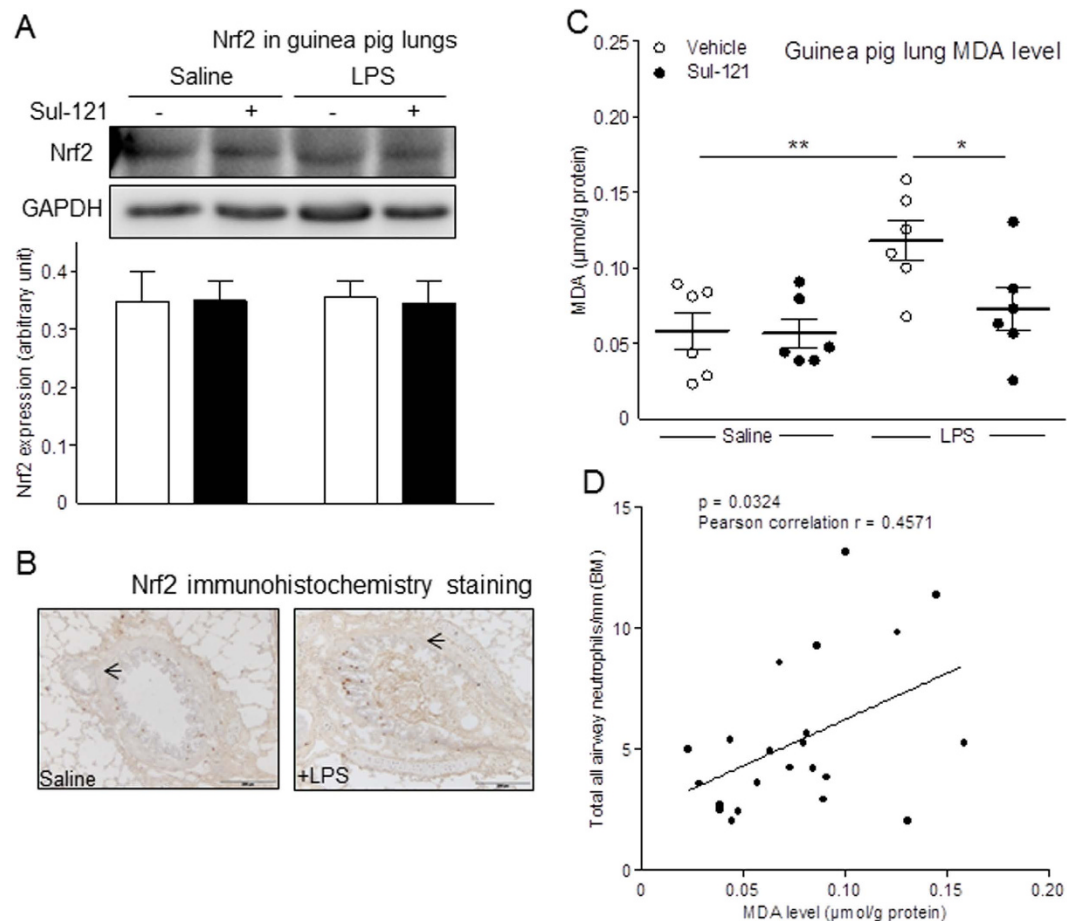 A
Nrf2 in guinea pig lungs
Saline LPS
Sul-121 - + - +
Nrf2
GAPDH
Nrf2 expression (arbitrary unit)
0.4
0.3
0.2
0.1
0
B
Nrf2 immunohistochemistry staining
Saline
+LPS
C
Vehicle
Sul-121
Guinea pig lung MDA level
MDA (μmol/g protein)
0.25
0.20
0.15
0.10
0.05
0
** *
Saline LPS
D
p = 0.0324
Pearson correlation r = 0.4571
Total all airway neutrophils/mm (BM)
15
10
5
0
0 0.05 0.10 0.15 0.20
MDA level (μmol/g protein)